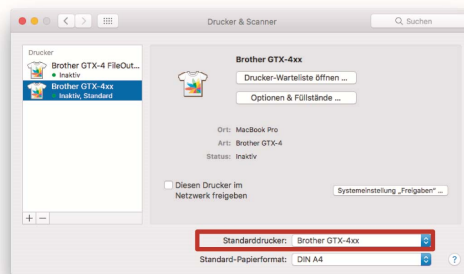 Drucker & Scanner
Suchen
Drucker
Brother GTX-4 FileOut...
Inaktiv
Brother GTX-4xx
Inaktiv, Standard
Brother GTX-4xx
Drucker-Warteliste öffnen ...
Optionen & Füllstände ...
Ort: MacBook Pro
Art: Brother GTX-4
Status: Inaktiv
Diesen Drucker im
Netzwerk freigeben
Systemeinstellung „Freigaben“ ...
+ −
Standarddrucker: Brother GTX-4xx
Standard-Papierformat: DIN A4
?